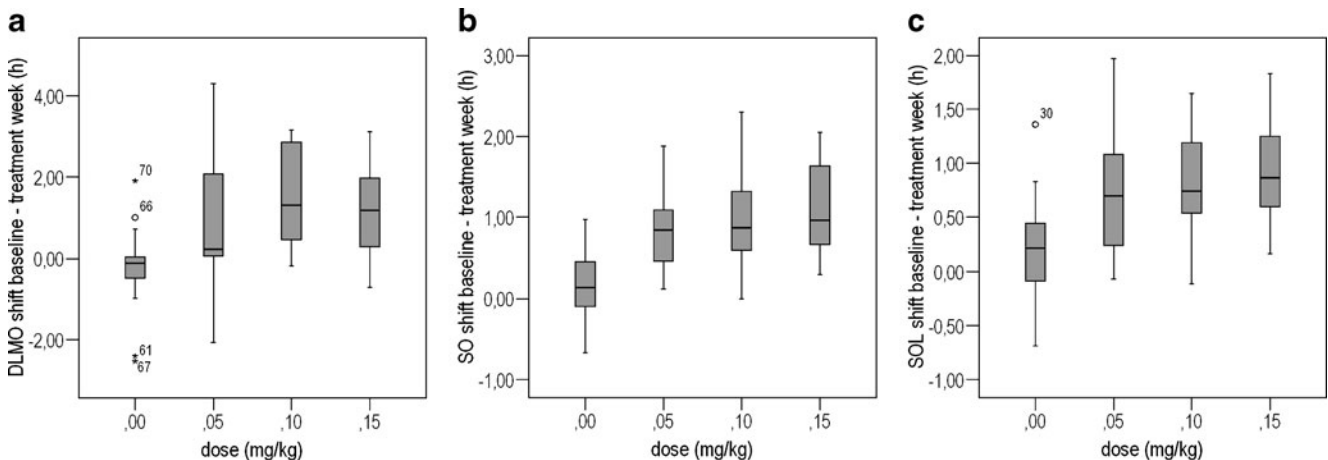 a
DLMO shift baseline - treatment week (h)
4,00
2,00
0,00
-2,00
70
66
61
67
,00 ,05 ,10 ,15
dose (mg/kg)
b
SO shift baseline - treatment week (h)
3,00
2,00
1,00
0,00
-1,00
,00 ,05 ,10 ,15
dose (mg/kg)
c
SOL shift baseline - treatment week (h)
2,00
1,50
1,00
0,50
0,00
-0,50
-1,00
30
,00 ,05 ,10 ,15
dose (mg/kg)